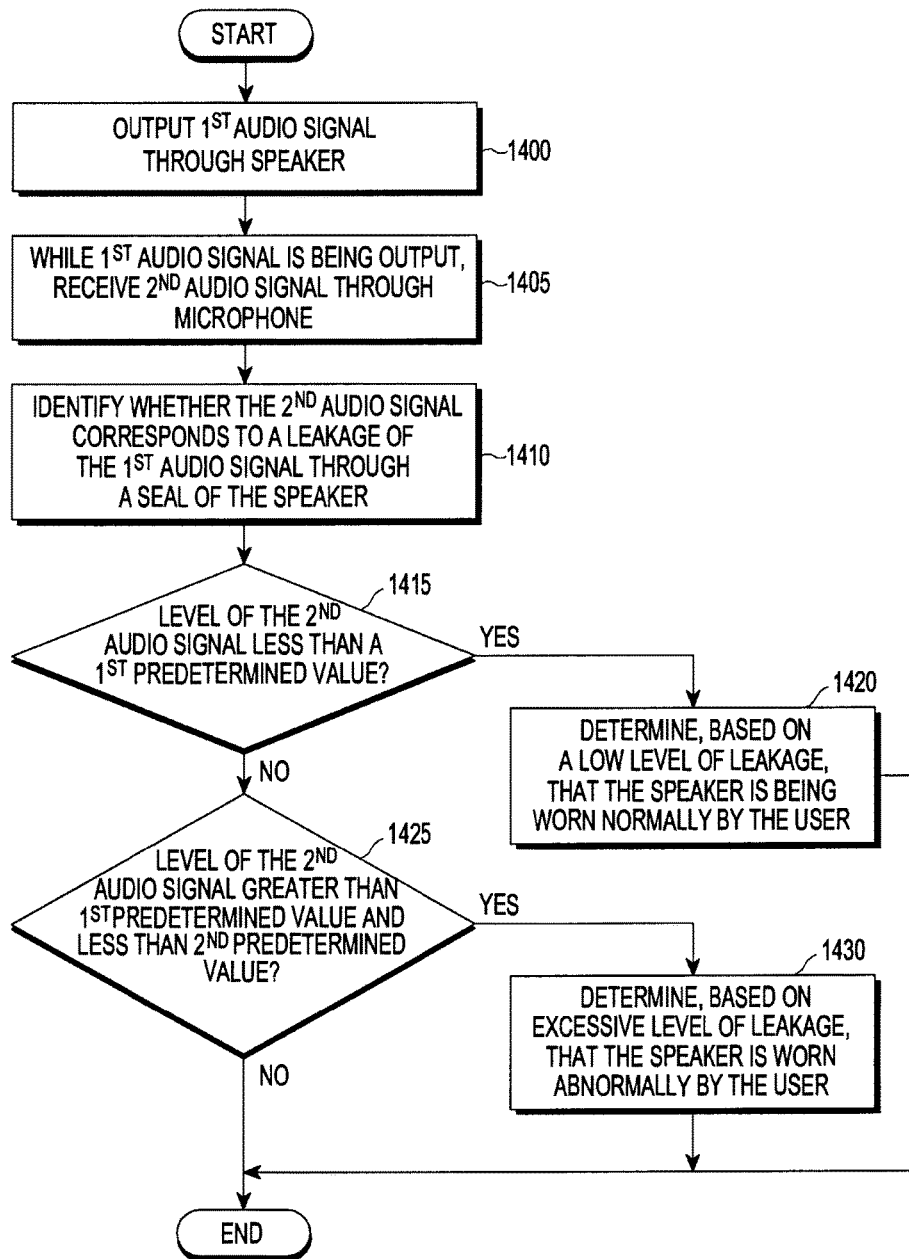 START
OUTPUT 1ST AUDIO SIGNAL
THROUGH SPEAKER
1400
WHILE 1ST AUDIO SIGNAL IS BEING OUTPUT,
RECEIVE 2ND AUDIO SIGNAL THROUGH
MICROPHONE
1405
IDENTIFY WHETHER THE 2ND AUDIO SIGNAL
CORRESPONDS TO A LEAKAGE OF
THE 1ST AUDIO SIGNAL THROUGH
A SEAL OF THE SPEAKER
1410
1415
LEVEL OF THE 2ND
AUDIO SIGNAL LESS THAN A
1ST PREDETERMINED VALUE?
YES
NO
1420
DETERMINE, BASED ON
A LOW LEVEL OF LEAKAGE,
THAT THE SPEAKER IS BEING
WORN NORMALLY BY THE USER
1425
LEVEL OF THE 2ND
AUDIO SIGNAL GREATER THAN
1ST PREDETERMINED VALUE AND
LESS THAN 2ND PREDETERMINED
VALUE?
YES
NO
1430
DETERMINE, BASED ON
EXCESSIVE LEVEL OF LEAKAGE,
THAT THE SPEAKER IS WORN
ABNORMALLY BY THE USER
END